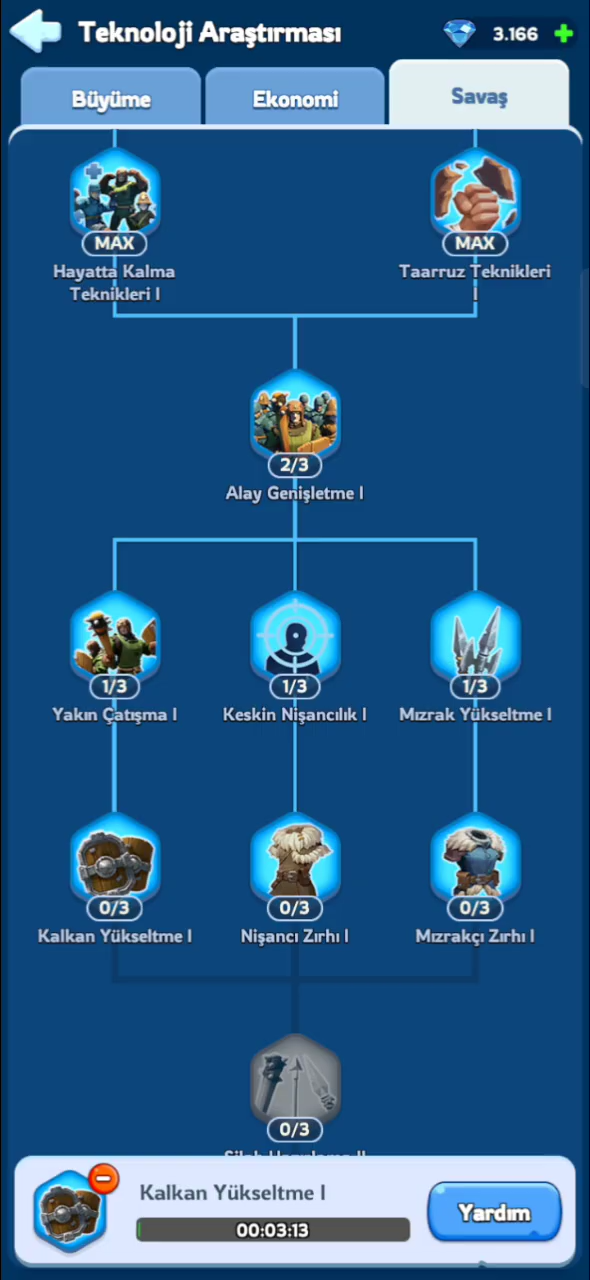 Teknoloji Araştırması
3.166
Büyüme
Ekonomi
Savaş
MAX
MAX
Hayatta Kalma
Teknikleri I
Taarruz Teknikleri
I
2/3
Alay Genişletme I
1/3
1/3
1/3
Yakın Çatışma I
Keskin Nişancılık I
Mızrak Yükseltme I
0/3
0/3
0/3
Kalkan Yükseltme I
Nişancı Zırhı I
Mızrakçı Zırhı I
0/3
Kalkan Yükseltme I
00:03:13
Yardım